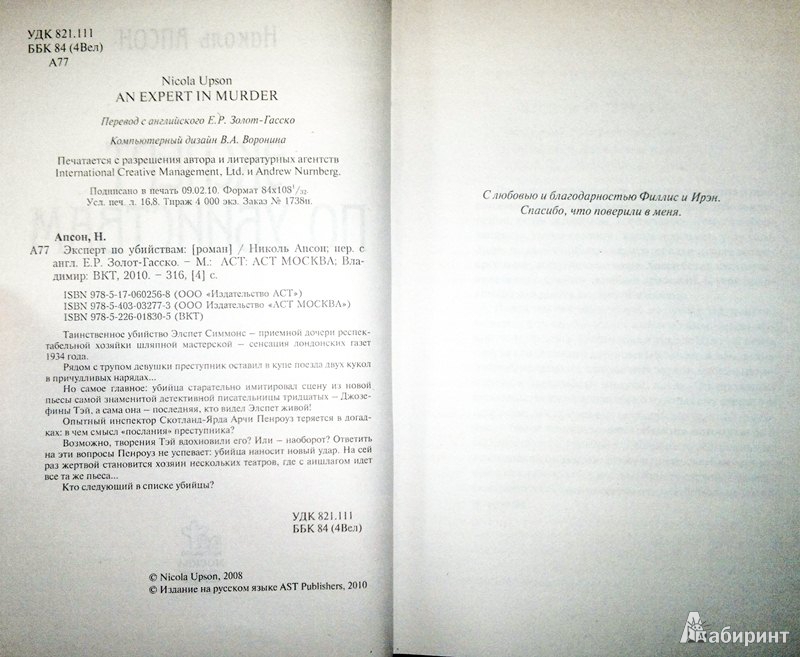 УДК 821.111
ББК 84 (4Вел)
А77
Nicola Upson
AN EXPERT IN MURDER
Перевод с английского Е.Р. Золот-Гасско
Компьютерный дизайн В.А. Воронина
Печатается с разрешения автора и литературных агентств
International Creative Management, Ltd. и Andrew Nurnberg.
Подписано в печать 09.02.10. Формат 84х108 1/32.
Усл. печ. л. 16,8. Тираж 4 000 экз. Заказ № 1738и.
Апсон, Н.
А77 Эксперт по убийствам: [роман] / Николь Апсон; пер. с
англ. Е.Р. Золот-Гасско. – М.: АСТ: АСТ МОСКВА; Вла-
димир: ВКТ, 2010. – 316, [4] с.
ISBN 978-5-17-060256-8 (ООО «Издательство АСТ»)
ISBN 978-5-403-03277-3 (ООО Издательство «АСТ МОСКВА»)
ISBN 978-5-226-01830-5 (ВКТ)
Таинственное убийство Элспет Симмонс – приемной дочери респек-
табельной хозяйки шляпной мастерской – сенсация лондонских газет
1934 года.
Рядом с трупом девушки преступник оставил в купе поезда двух кукол
в причудливых нарядах...
Но самое главное: убийца старательно имитировал сцену из новой
пьесы самой знаменитой детективной писательницы тридцатых – Джозе-
фины Тэй, а сама она – последняя, кто видел Элспет живой!
Опытный инспектор Скотланд-Ярда Арчи Пенроуз теряется в догад-
ках: в чем смысл «послания» преступника?
Возможно, творения Тэй вдохновили его? Или – наоборот? Ответить
на эти вопросы Пенроуз не успевает: убийца наносит новый удар. На сей
раз жертвой становится хозяин нескольких театров, где с аншлагом идет
все та же пьеса...
Кто следующий в списке убийцы?
УДК 821.111
ББК 84 (4Вел)
© Nicola Upson, 2008
© Издание на русском языке AST Publishers, 2010
С любовью и благодарностью Филлис и Ирэн.
Спасибо, что поверили в меня.
Лабиринт